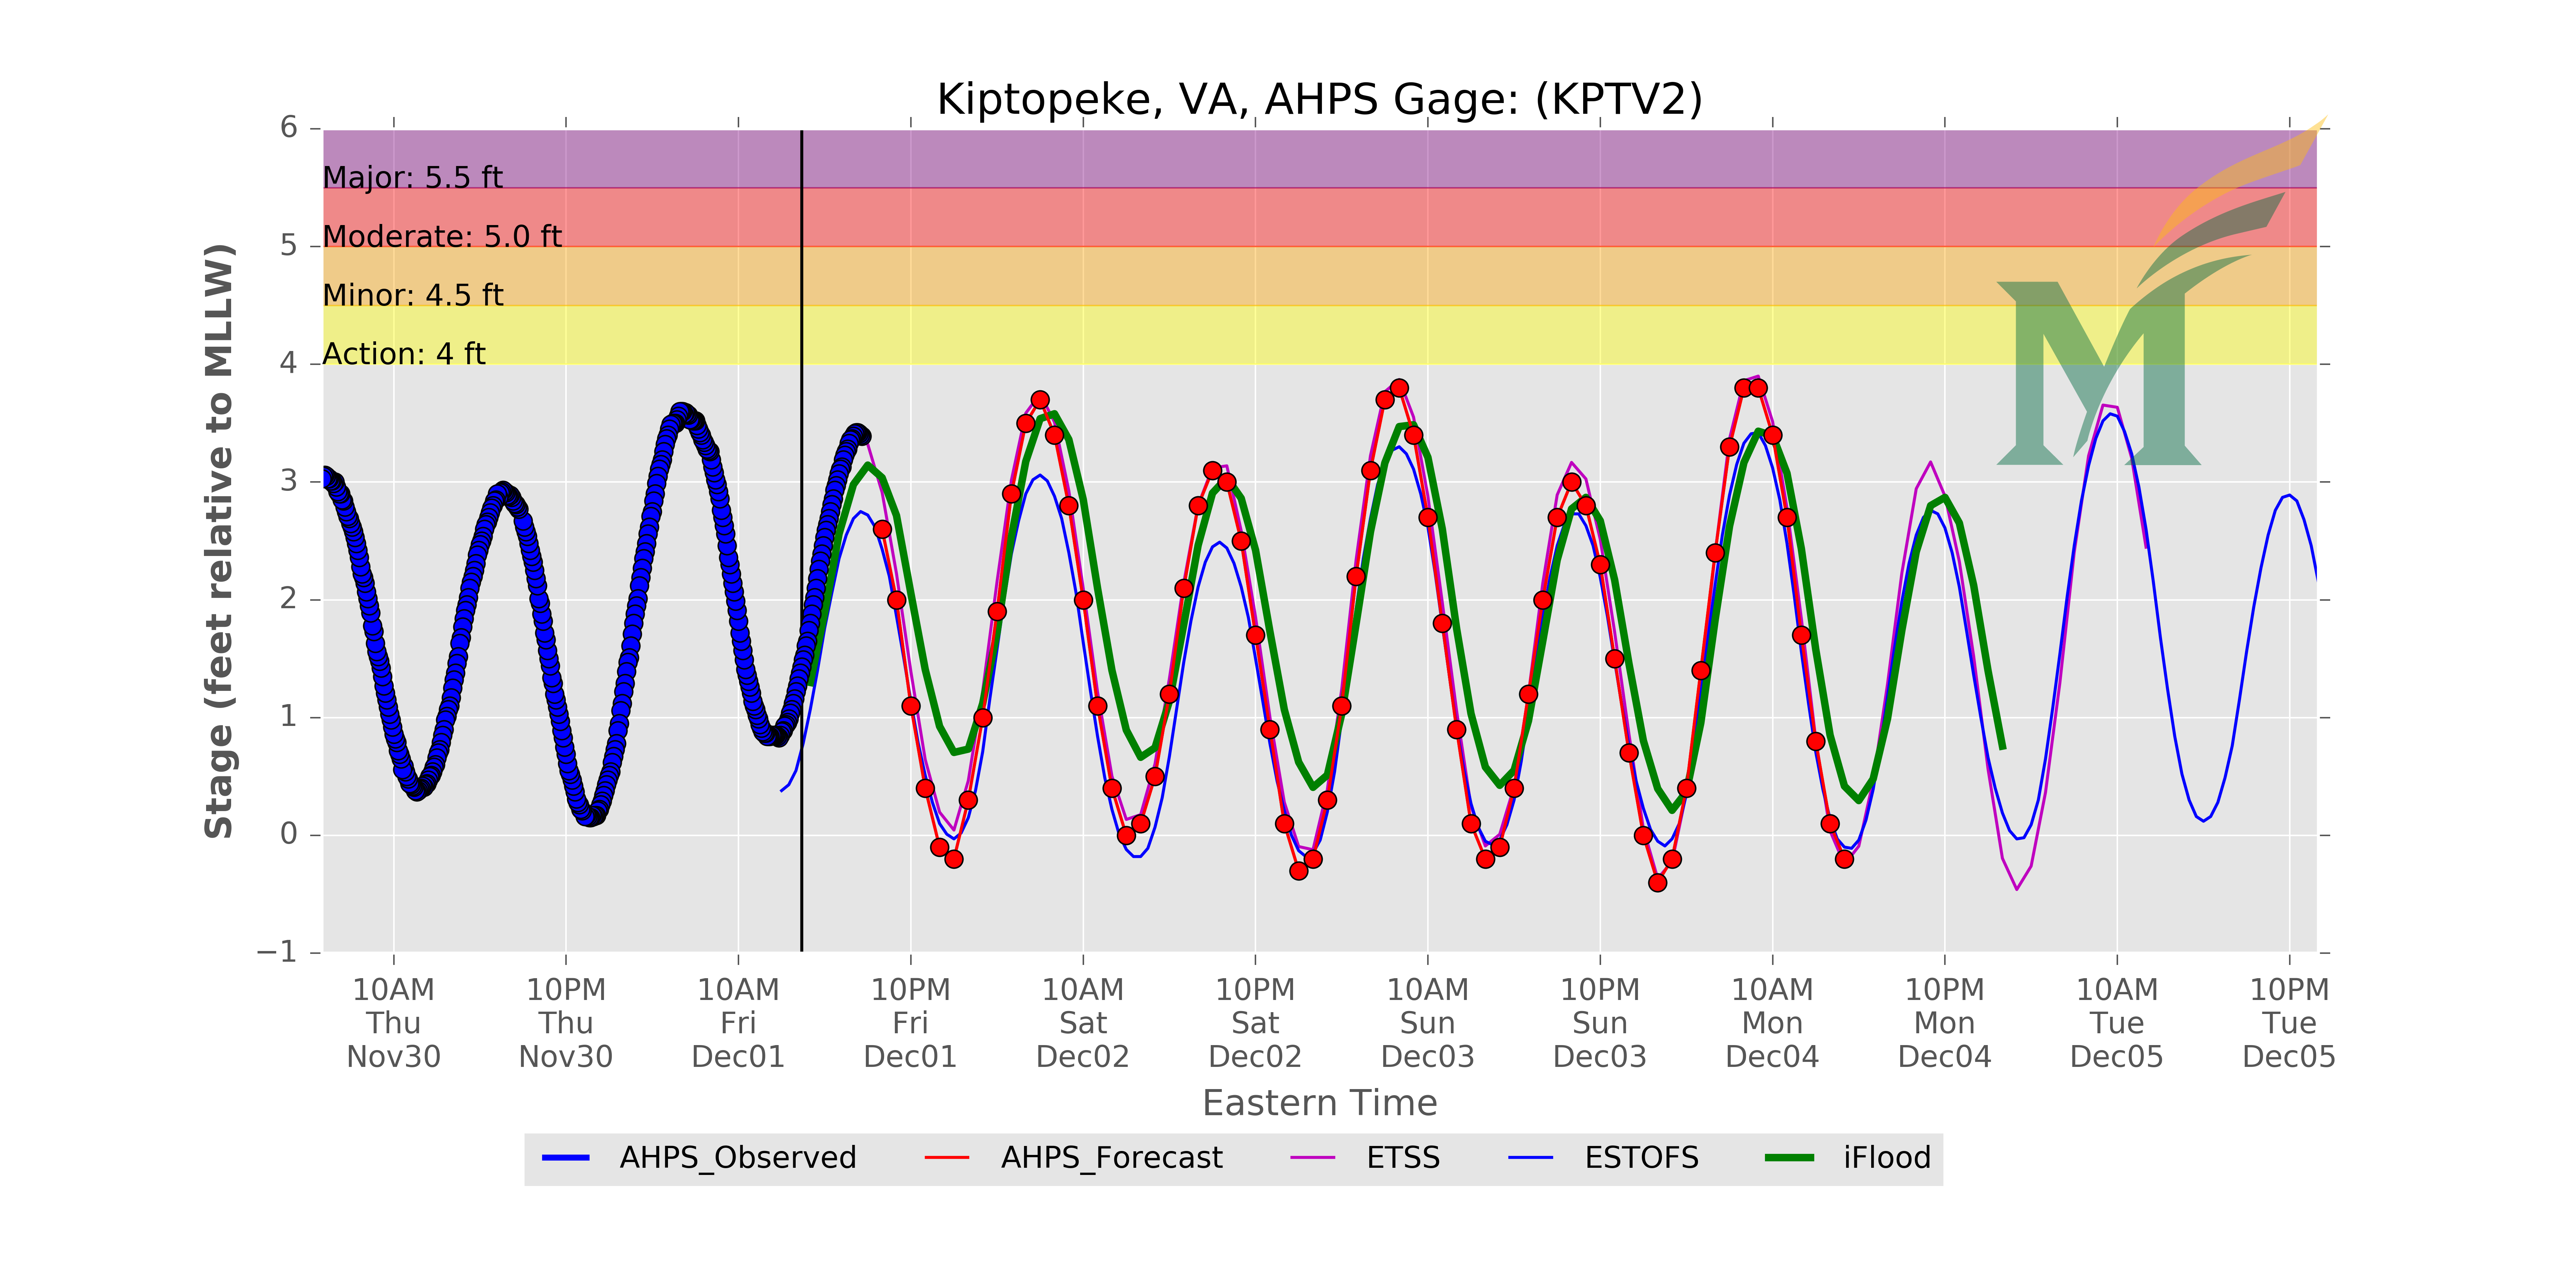 Kiptopeke, VA, AHPS Gage: (KPTV2)
6
5
4
3
2
1
0
−1
Stage (feet relative to MLLW)
Major: 5.5 ft
Moderate: 5.0 ft
Minor: 4.5 ft
Action: 4 ft
M
10AM 10PM 10AM 10PM 10AM 10PM 10AM 10PM 10AM 10PM 10AM 10PM
Thu Thu Fri Fri Sat Sat Sun Sun Mon Mon Tue Tue
Nov30 Nov30 Dec01 Dec01 Dec02 Dec02 Dec03 Dec03 Dec04 Dec04 Dec05 Dec05
Eastern Time
AHPS_Observed AHPS_Forecast ETSS ESTOFS iFlood